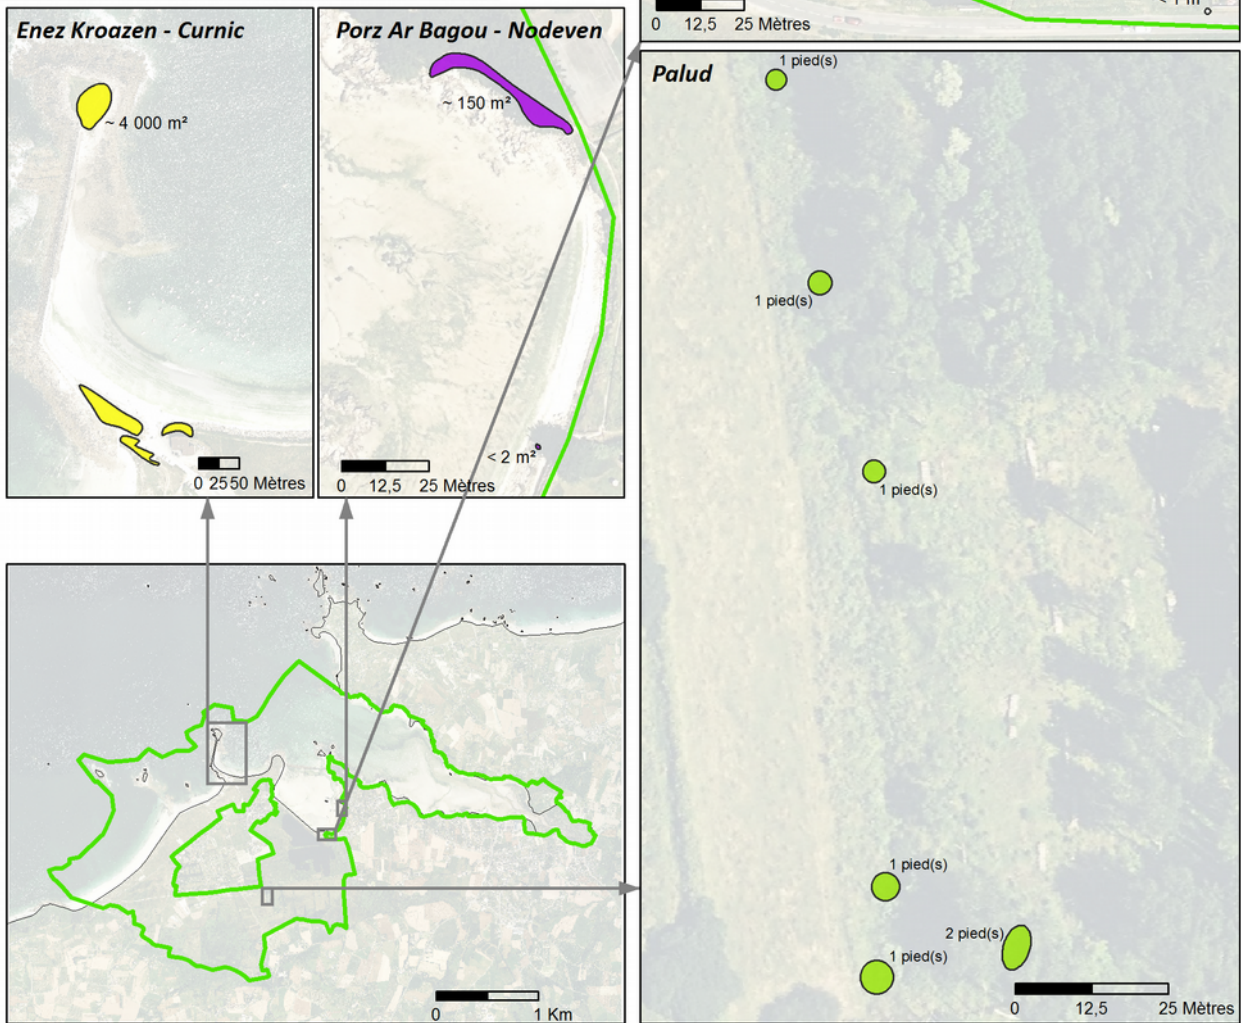 Enez Kroazen - Curnic
~ 4 000 m²
0 2550 Mètres
Porz Ar Bagou - Nodeven
~ 150 m²
< 2 m²
0 12,5 25 Mètres
0 12,5 25 Mètres
Palud
1 pied(s)
1 pied(s)
1 pied(s)
1 pied(s)
2 pied(s)
1 pied(s)
0 12,5 25 Mètres
0 1 Km